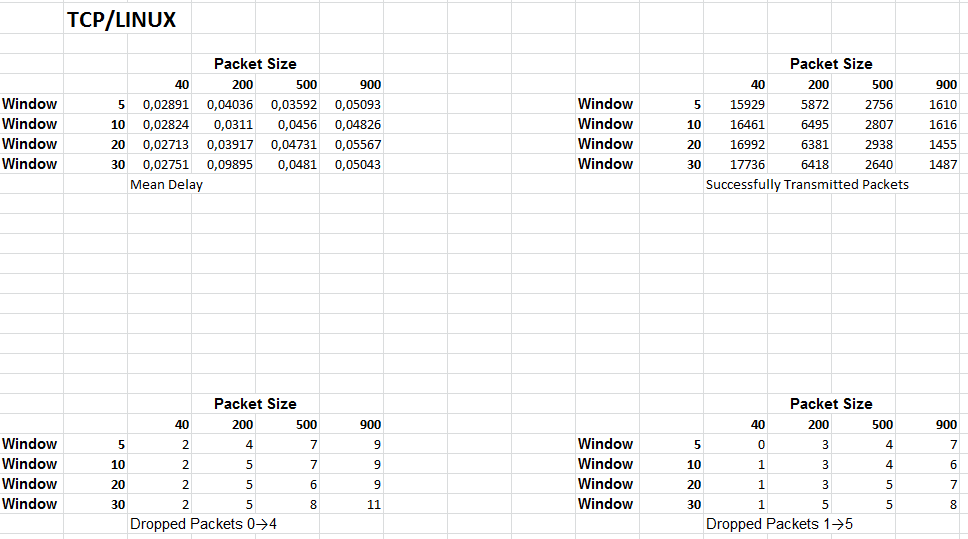 TCP/LINUX
Packet Size
40 200 500 900
Window 5 0,02891 0,04036 0,03592 0,05093
Window 10 0,02824 0,0311 0,0456 0,04826
Window 20 0,02713 0,03917 0,04731 0,05567
Window 30 0,02751 0,09895 0,0481 0,05043
Mean Delay
Packet Size
40 200 500 900
Window 5 15929 5872 2756 1610
Window 10 16461 6495 2807 1616
Window 20 16992 6381 2938 1455
Window 30 17736 6418 2640 1487
Successfully Transmitted Packets
Packet Size
40 200 500 900
Window 5 2 4 7 9
Window 10 2 5 7 9
Window 20 2 5 6 9
Window 30 2 5 8 11
Dropped Packets 0→4
Packet Size
40 200 500 900
Window 5 0 3 4 7
Window 10 1 3 4 6
Window 20 1 3 5 7
Window 30 1 5 5 8
Dropped Packets 1→5